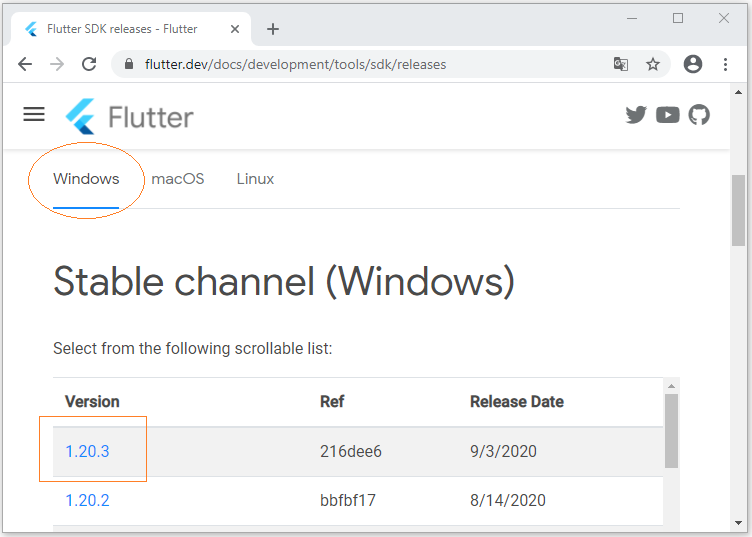 Flutter SDK releases - Flutter
flutter.dev/docs/development/tools/sdk/releases
Flutter
Windows macOS Linux
Stable channel (Windows)
Select from the following scrollable list:
Version Ref Release Date
1.20.3 216dee6 9/3/2020
1.20.2 bbfbf17 8/14/2020